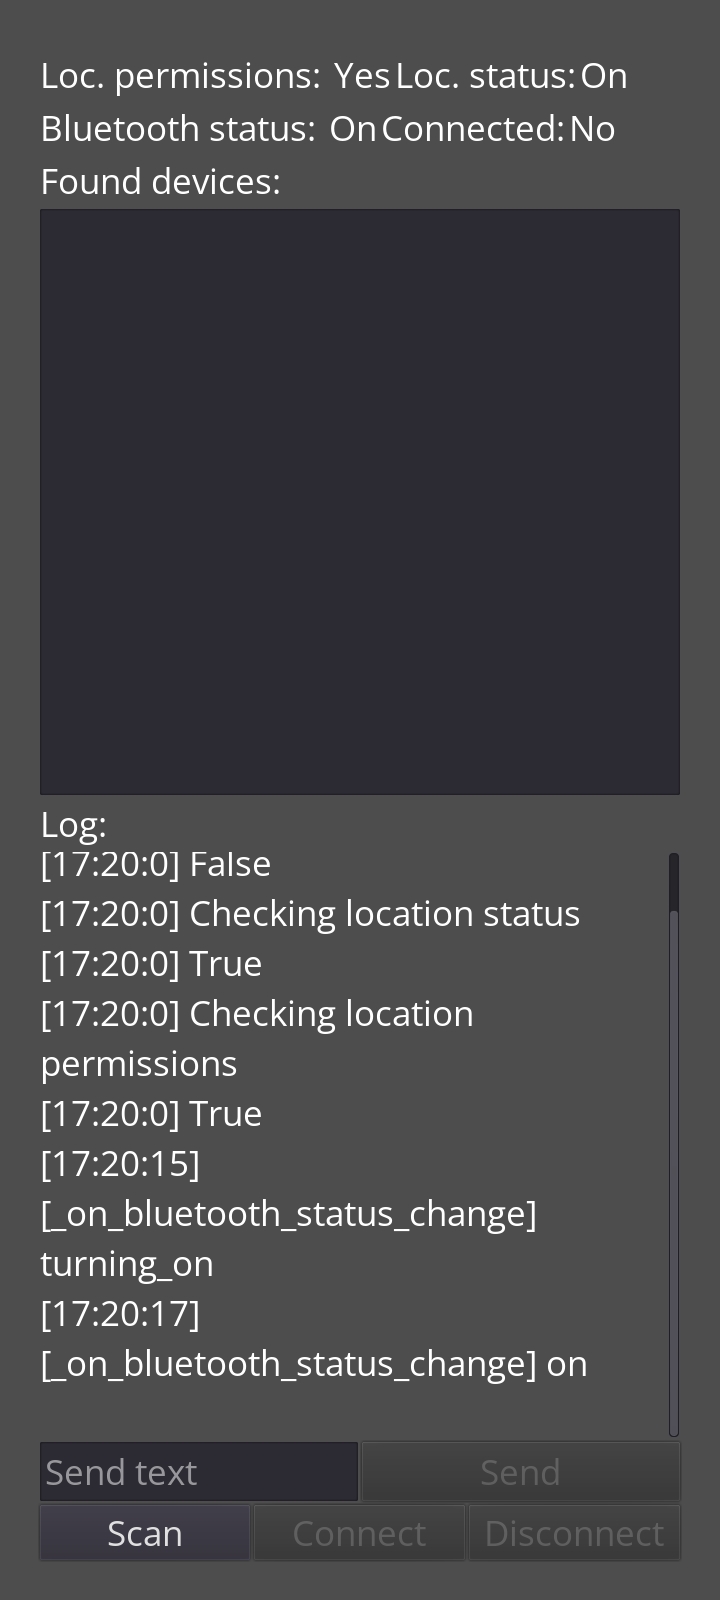 Loc. permissions: Yes Loc. status: On
Bluetooth status: On Connected: No
Found devices:
Log:
[17:20:0] False
[17:20:0] Checking location status
[17:20:0] True
[17:20:0] Checking location
permissions
[17:20:0] True
[17:20:15]
[_on_bluetooth_status_change]
turning_on
[17:20:17]
[_on_bluetooth_status_change] on
Send text Send
Scan Connect Disconnect